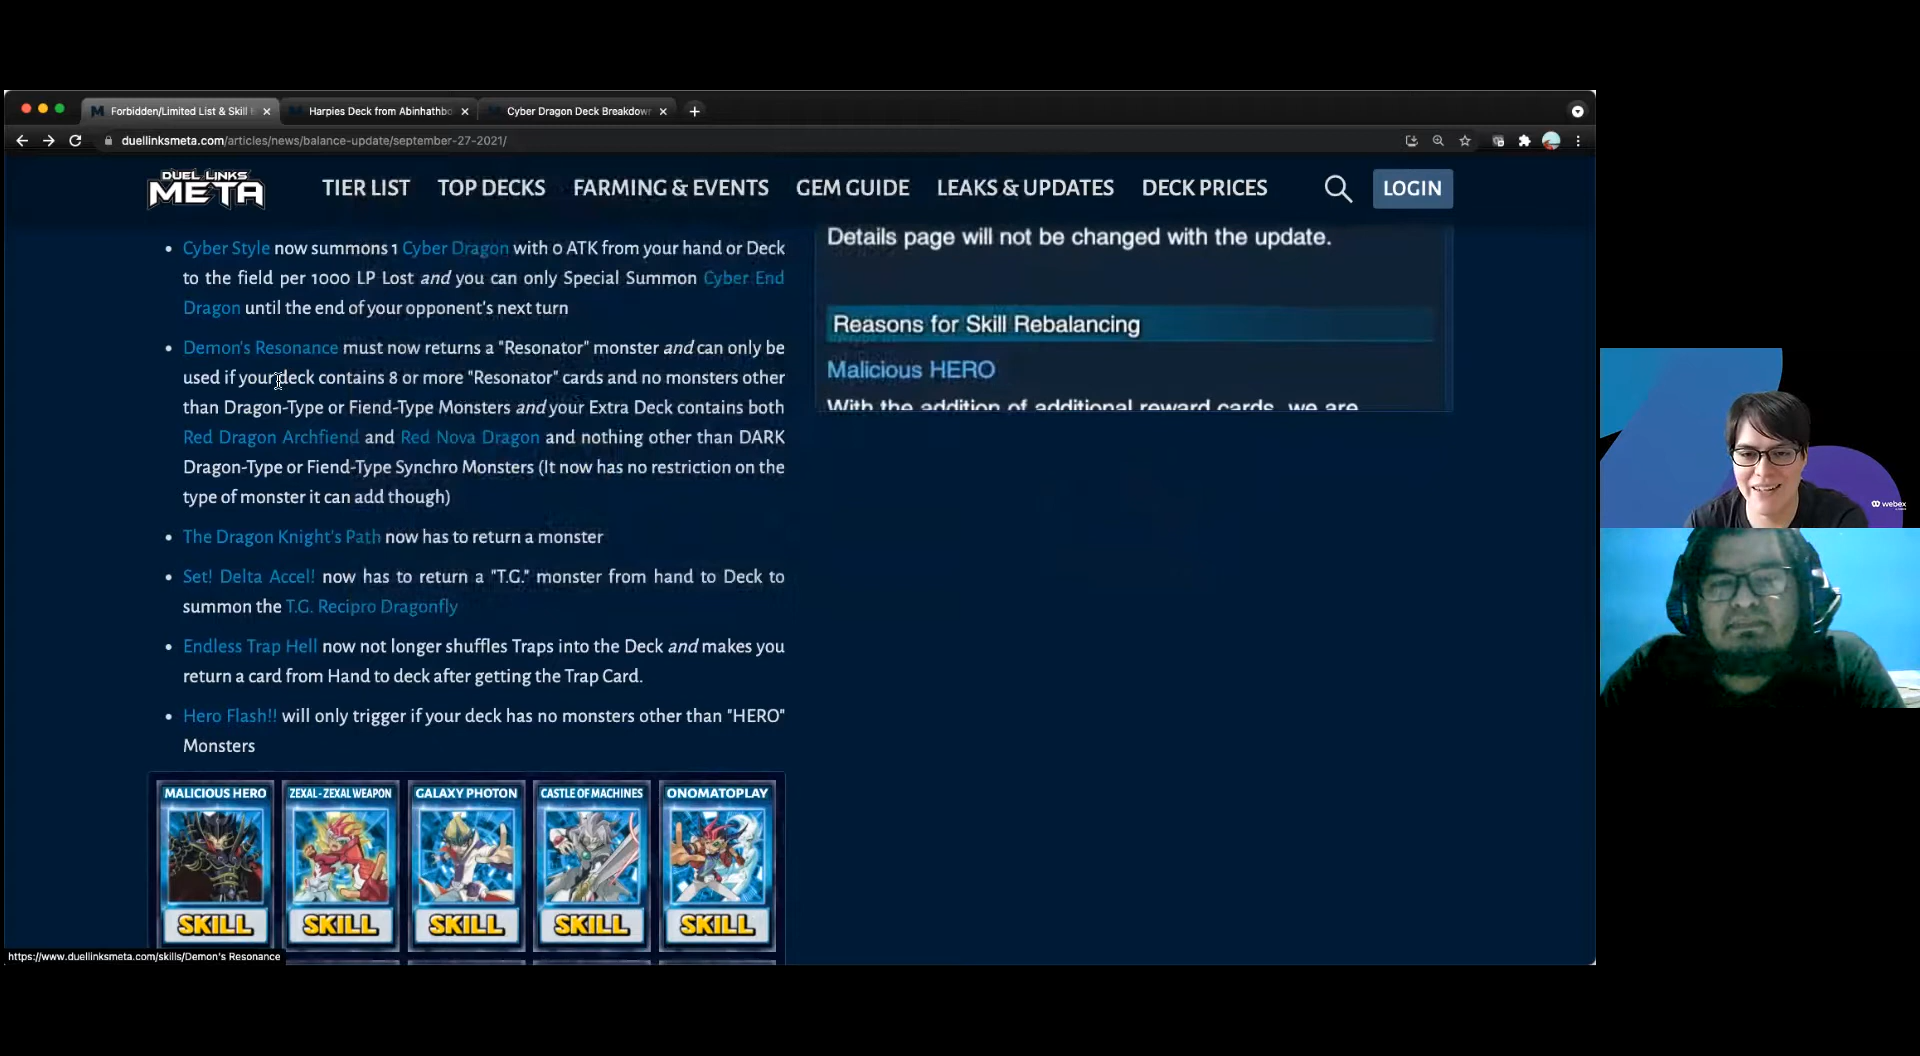 Forbidden/Limited List & Skill
Harpies Deck from Abinhathbo
Cyber Dragon Deck Breakdown
duellinksmeta.com/articles/news/balance-update/september-27-2021/
DUEL LINKS
META
TIER LIST
TOP DECKS
FARMING & EVENTS
GEM GUIDE
LEAKS & UPDATES
DECK PRICES
LOGIN
• Cyber Style now summons 1 Cyber Dragon with 0 ATK from your hand or Deck
to the field per 1000 LP Lost and you can only Special Summon Cyber End
Dragon until the end of your opponent's next turn
• Demon's Resonance must now returns a "Resonator" monster and can only be
used if your deck contains 8 or more "Resonator" cards and no monsters other
than Dragon-Type or Fiend-Type Monsters and your Extra Deck contains both
Red Dragon Archfiend and Red Nova Dragon and nothing other than DARK
Dragon-Type or Fiend-Type Synchro Monsters (It now has no restriction on the
type of monster it can add though)
• The Dragon Knight's Path now has to return a monster
• Set! Delta Accel! now has to return a "T.G." monster from hand to Deck to
summon the T.G. Recipro Dragonfly
• Endless Trap Hell now not longer shuffles Traps into the Deck and makes you
return a card from Hand to deck after getting the Trap Card.
• Hero Flash!! will only trigger if your deck has no monsters other than "HERO"
Monsters
MALICIOUS HERO
SKILL
ZEXAL - ZEXAL WEAPON
SKILL
GALAXY PHOTON
SKILL
CASTLE OF MACHINES
SKILL
ONOMATOPLAY
SKILL
Details page will not be changed with the update.
Reasons for Skill Rebalancing
Malicious HERO
With the addition of additional reward cards, we are
https://www.duellinksmeta.com/skills/Demon's Resonance
webex